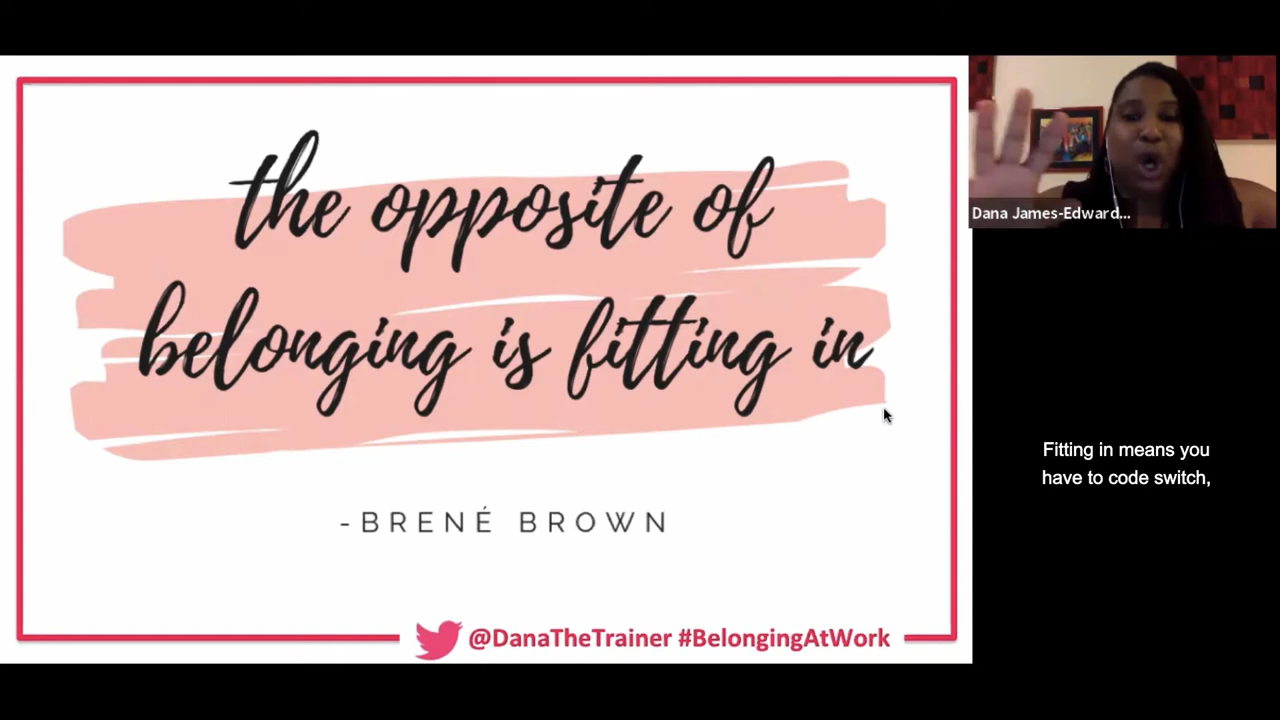 the opposite of
belonging is fitting in
-BRENÉ BROWN
@DanaTheTrainer #BelongingAtWork
Dana James-Edward...
Fitting in means you
have to code switch,